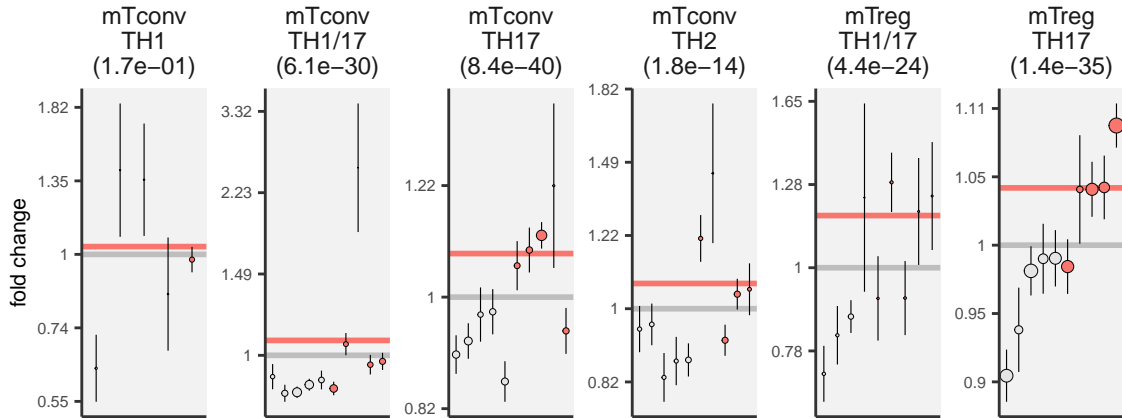 mTconv
TH1
(1.7e−01)
mTconv
TH1/17
(6.1e−30)
mTconv
TH17
(8.4e−40)
mTconv
TH2
(1.8e−14)
mTreg
TH1/17
(4.4e−24)
mTreg
TH17
(1.4e−35)
fold change
1.82
1.35
1
0.74
0.55
3.32
2.23
1.49
1
1.22
1
0.82
1.82
1.49
1.22
1
0.82
1.65
1.28
1
0.78
1.11
1.05
1
0.95
0.9